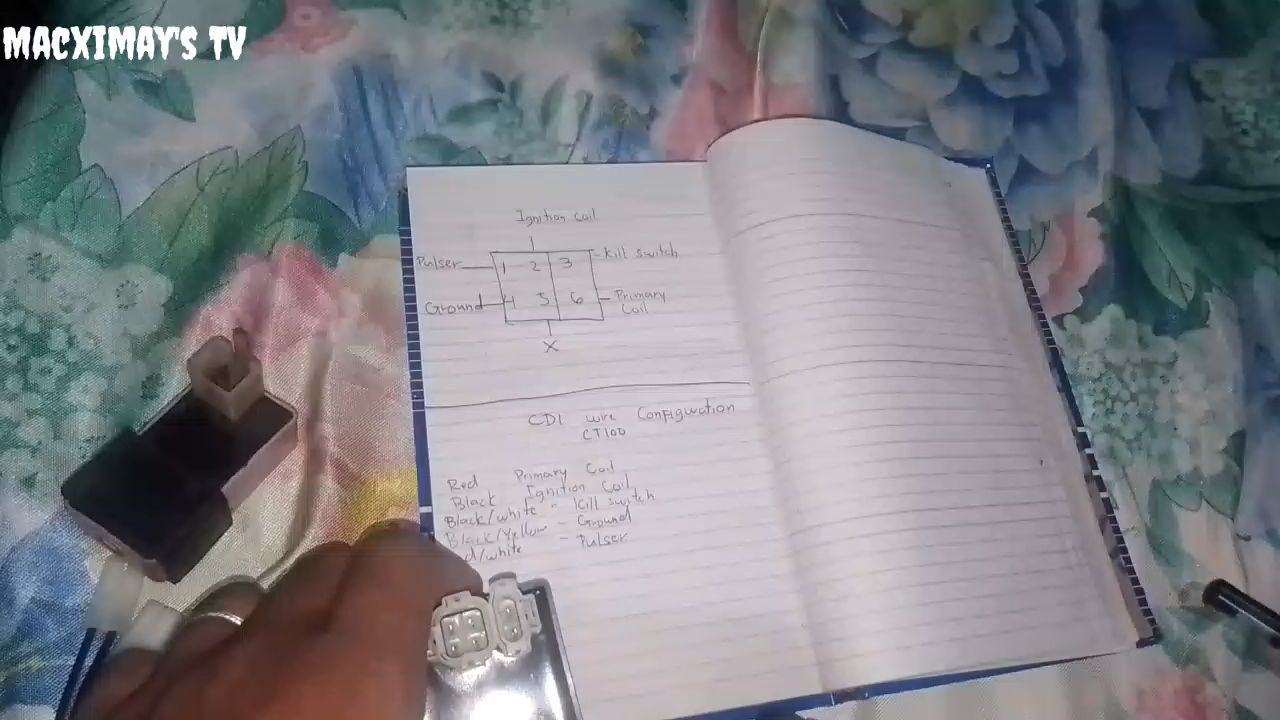 MACXIMAY'S TV
Ignition Coil
Pulser
1 2 3
Kill switch
Ground
4 5 6
Primary
Coil
X
CDI wire Configuration
CT100
Red Primary Coil
Black Ignition Coil
Black/white - Kill switch
Black/Yellow - Ground
d/white - Pulser